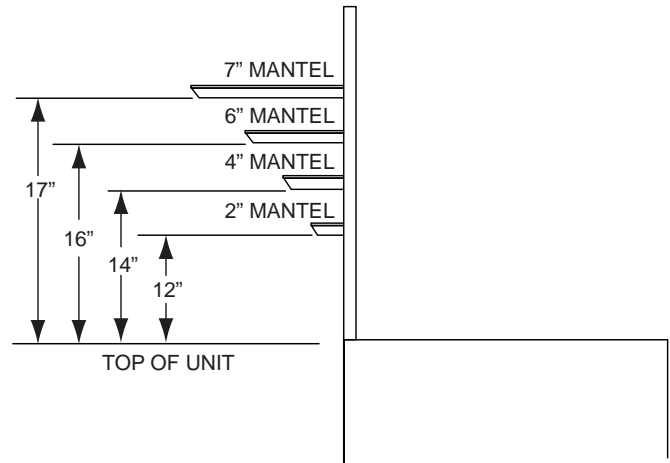 7” MANTEL
6” MANTEL
4” MANTEL
17”
2” MANTEL
16”
14”
12”
TOP OF UNIT